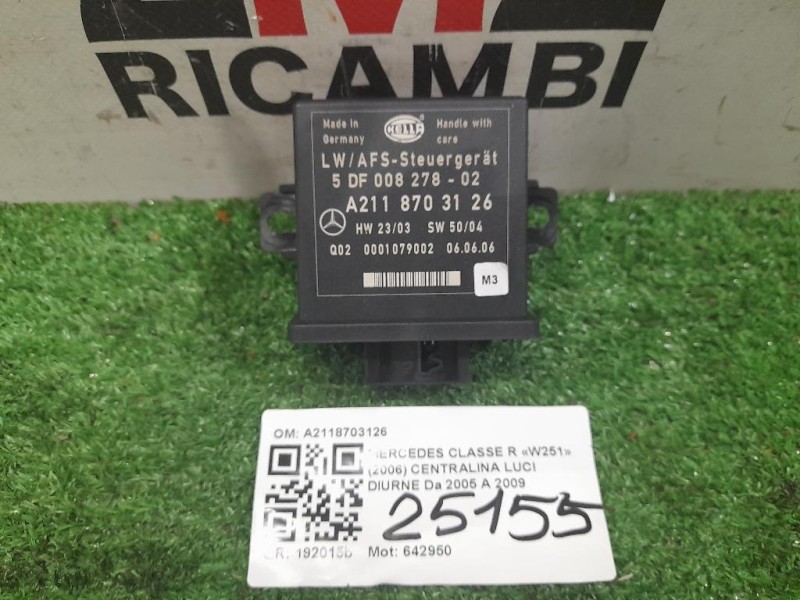 RICAMBI
Made in Germany
HELLA
®
Handle with care
LW/AFS-Steuergerät
5 DF 008 278 - 02
A211 870 31 26
HW 23/03 SW 50/04
Q02 0001079002 06.06.06
M3
OM: A2118703126
MERCEDES CLASSE R «W251»
(2006) CENTRALINA LUCI
DIURNE Da 2005 A 2009
25155
Mot: 642950